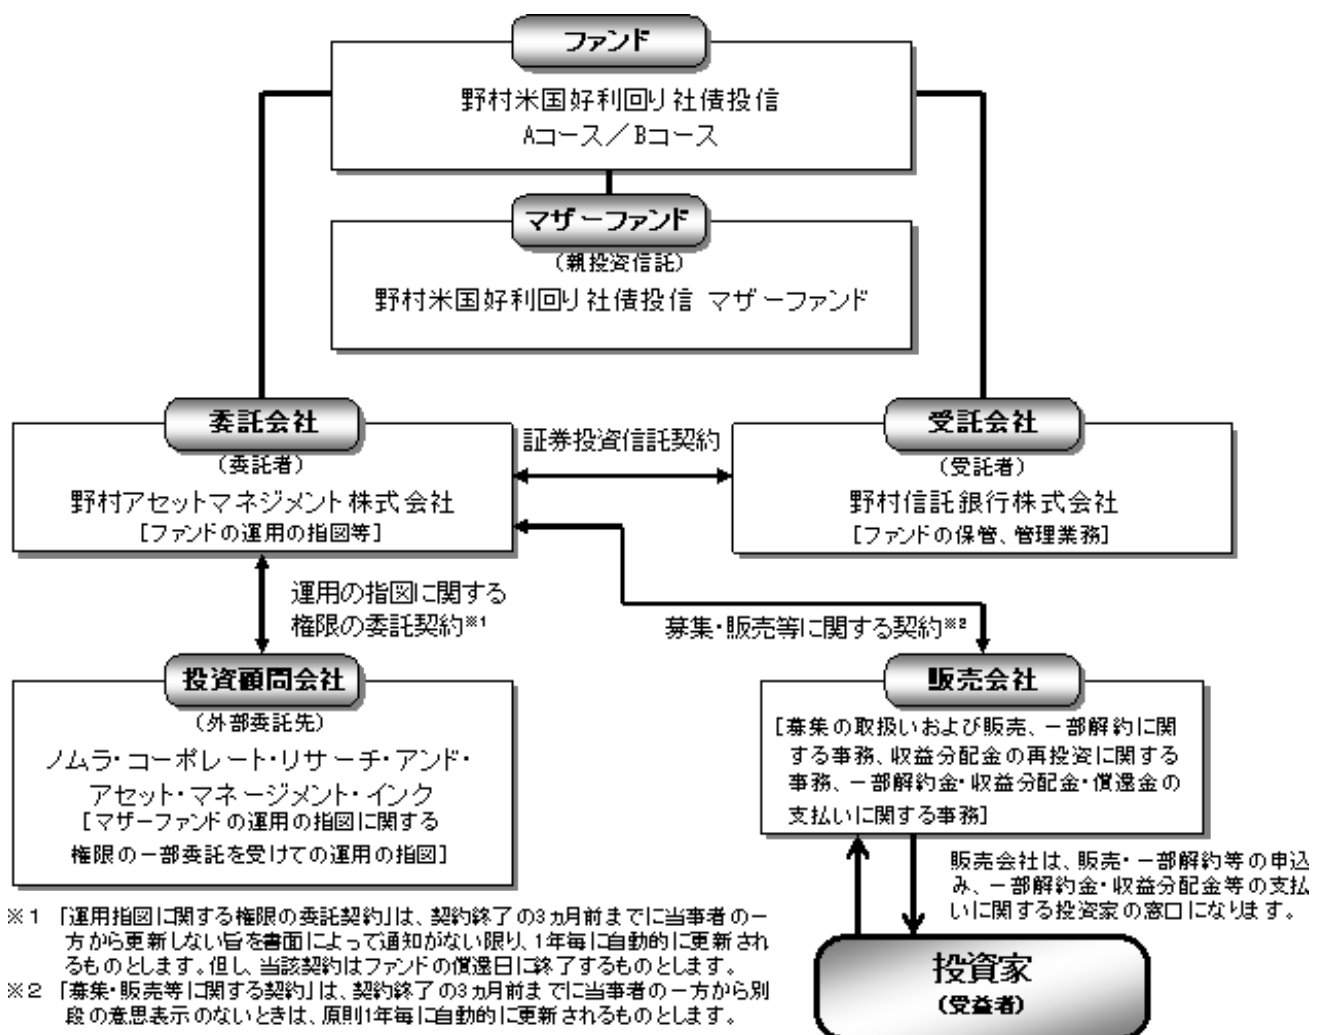 ファンド
野村米国好利回り社債投信
Aコース／Bコース
マザーファンド
（親投資信託）
野村米国好利回り社債投信 マザーファンド
委託会社
（委託者）
野村アセットマネジメント株式会社
[ファンドの運用の指図等]
証券投資信託契約
受託会社
（受託者）
野村信託銀行株式会社
[ファンドの保管、管理業務]
運用の指図に関する
権限の委託契約※1
募集・販売等に関する契約※2
投資顧問会社
（外部委託先）
ノムラ・コーポレート・リサーチ・アンド・
アセット・マネージメント・インク
[マザーファンドの運用の指図に関する
権限の一部委託を受けての運用の指図]
販売会社
[募集の取扱いおよび販売、一部解約に関
する事務、収益分配金の再投資に関する
事務、一部解約金・収益分配金・償還金の
支払いに関する事務]
販売会社は、販売・一部解約等の申込
み、一部解約金・収益分配金等の支払
いに関する投資家の窓口になります。
投資家
（受益者）
※1 「運用指図に関する権限の委託契約」は、契約終了の3ヵ月前までに当事者の一
方から更新しない旨を書面によって通知がない限り、1年毎に自動的に更新され
るものとします。但し、当該契約はファンドの償還日に終了するものとします。
※2 「募集・販売等に関する契約」は、契約終了の3ヵ月前までに当事者の一方から別
段の意思表示のないときは、原則1年毎に自動的に更新されるものとします。